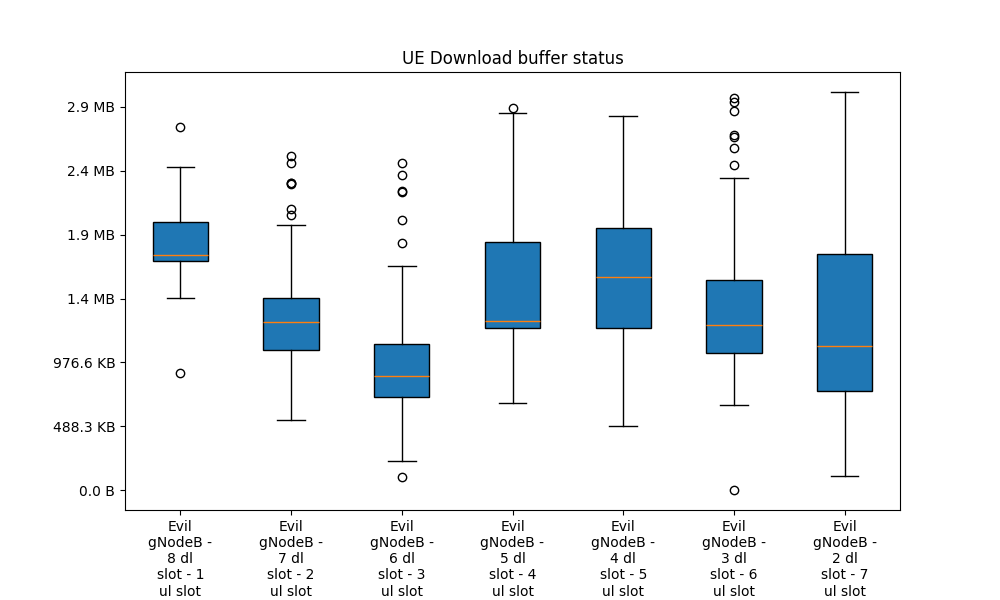 UE Download buffer status
2.9 MB
2.4 MB
1.9 MB
1.4 MB
976.6 KB
488.3 KB
0.0 B
Evil
gNodeB -
8 dl
slot - 1
ul slot
Evil
gNodeB -
7 dl
slot - 2
ul slot
Evil
gNodeB -
6 dl
slot - 3
ul slot
Evil
gNodeB -
5 dl
slot - 4
ul slot
Evil
gNodeB -
4 dl
slot - 5
ul slot
Evil
gNodeB -
3 dl
slot - 6
ul slot
Evil
gNodeB -
2 dl
slot - 7
ul slot